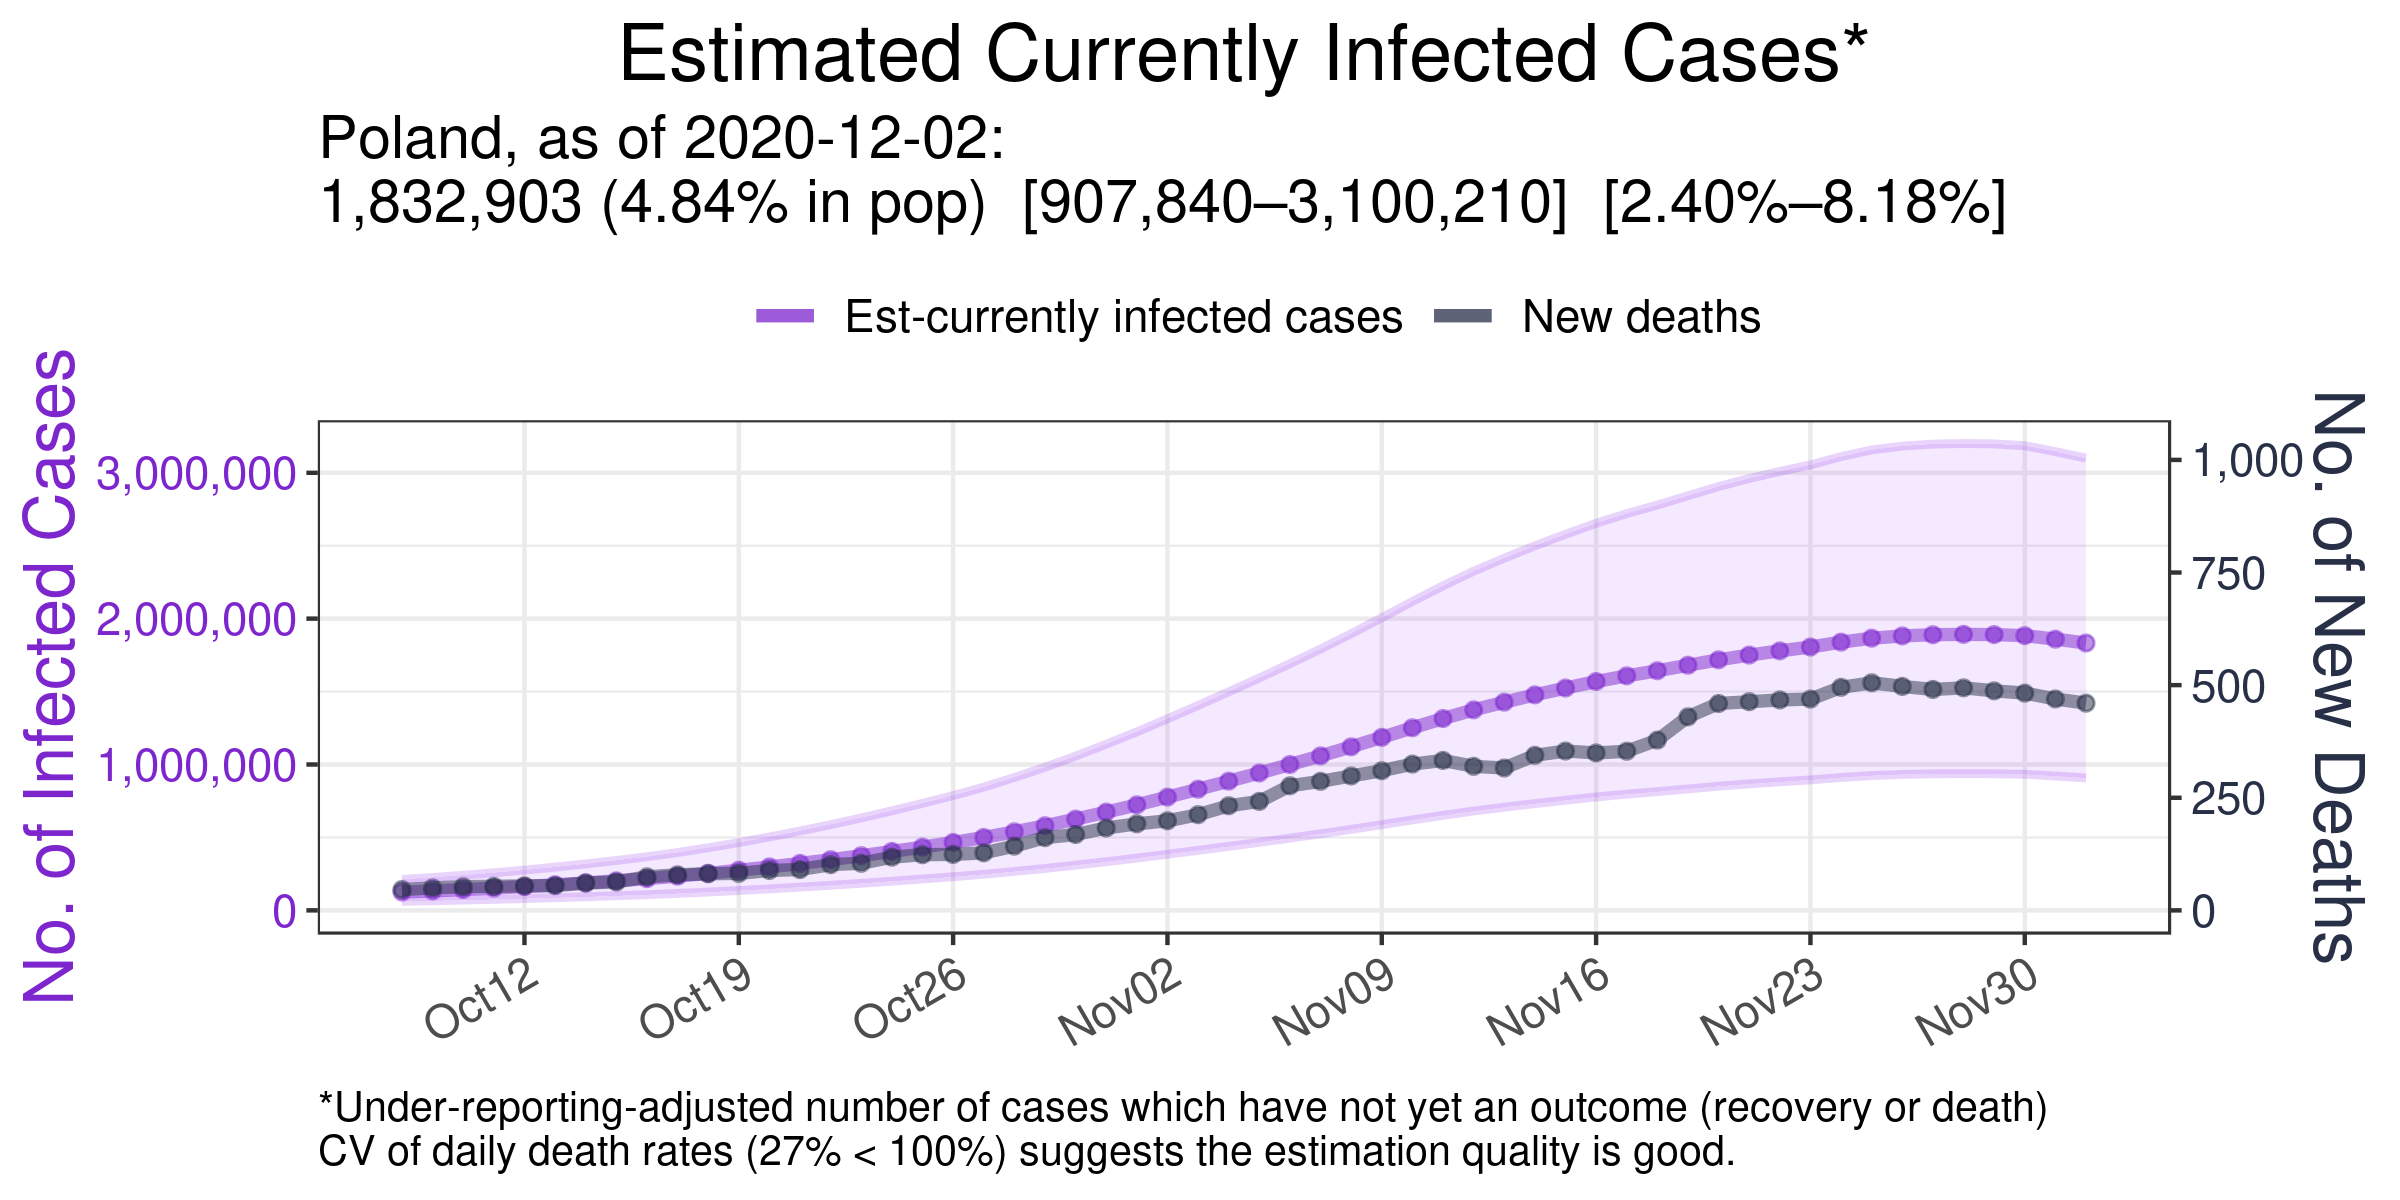 Estimated Currently Infected Cases*
Poland, as of 2020-12-02:
1,832,903 (4.84% in pop) [907,840–3,100,210] [2.40%–8.18%]
Est-currently infected cases
New deaths
No. of Infected Cases
3,000,000
2,000,000
1,000,000
0
1,000
750
500
250
0
No. of New Deaths
Oct12
Oct19
Oct26
Nov02
Nov09
Nov16
Nov23
Nov30
*Under-reporting-adjusted number of cases which have not yet an outcome (recovery or death)
CV of daily death rates (27% < 100%) suggests the estimation quality is good.